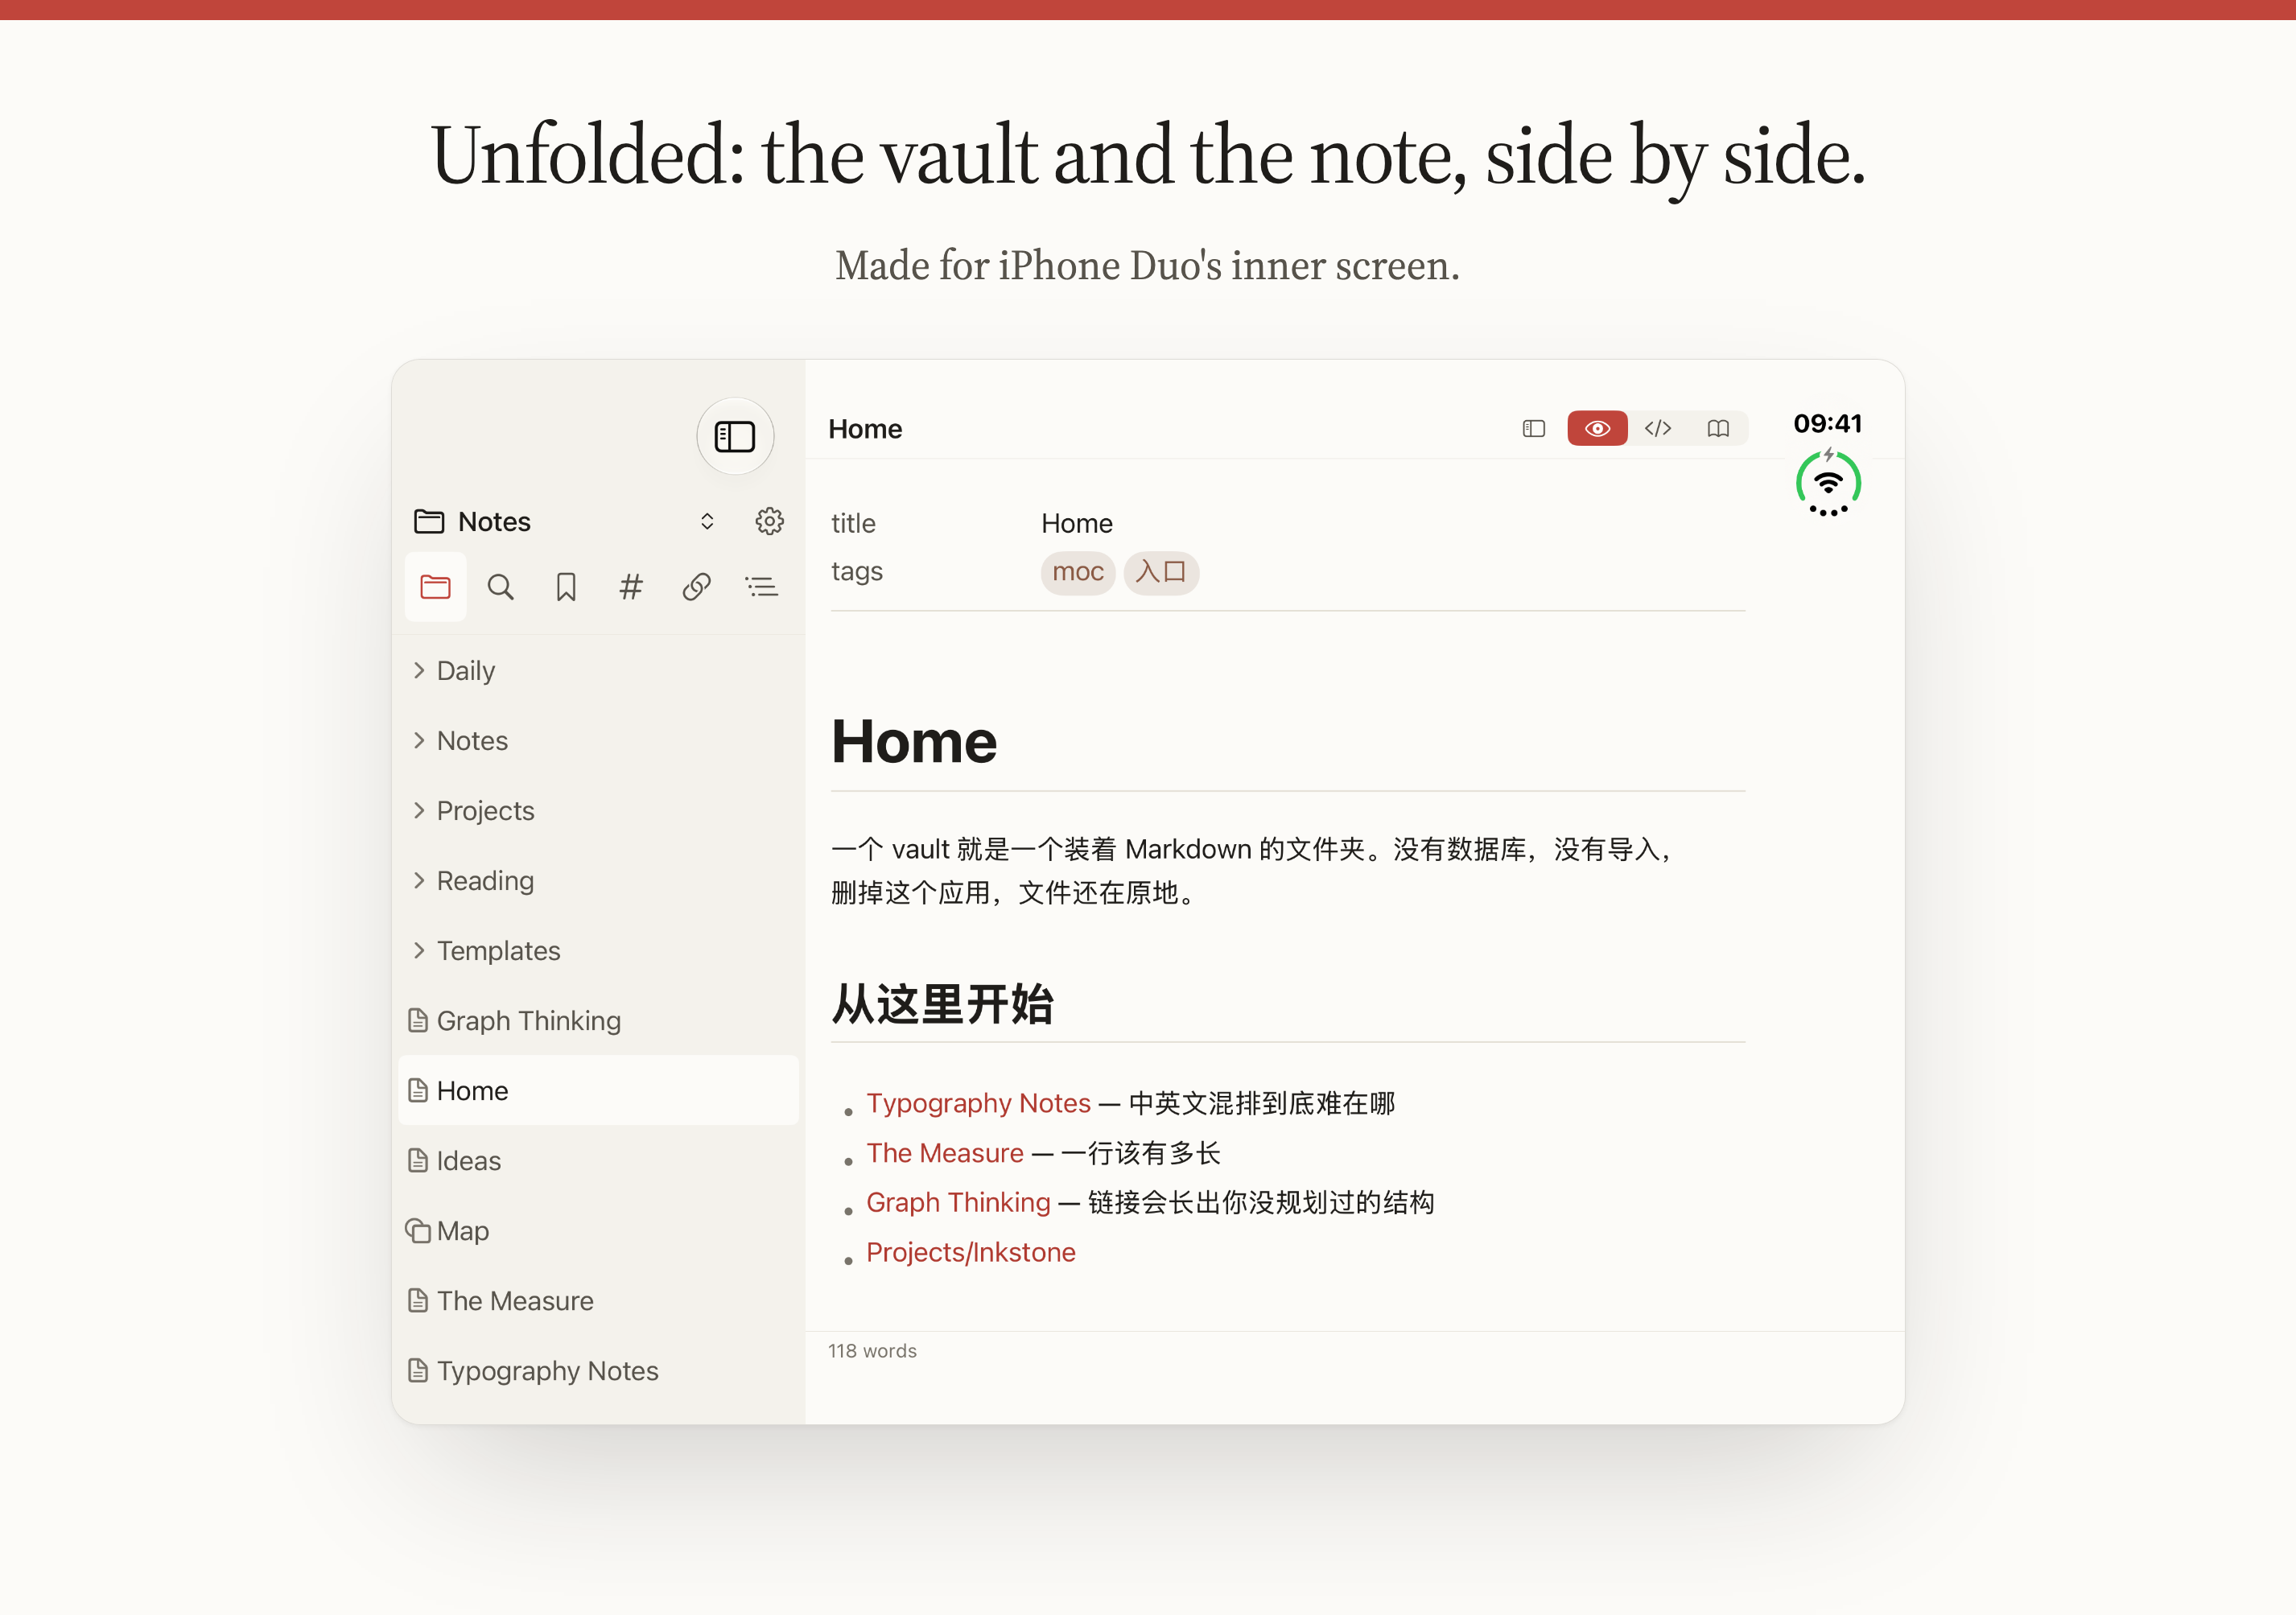 Unfolded: the vault and the note, side by side.
Made for iPhone Duo's inner screen.
Notes
Daily
Notes
Projects
Reading
Templates
Graph Thinking
Home
Ideas
Map
The Measure
Typography Notes
Home
09:41
title Home
tags moc 入口
Home
一个 vault 就是一个装着 Markdown 的文件夹。没有数据库，没有导入，
删掉这个应用，文件还在原地。
从这里开始
Typography Notes — 中英文混排到底难在哪
The Measure — 一行该有多长
Graph Thinking — 链接会长出你没规划过的结构
Projects/Inkstone
118 words